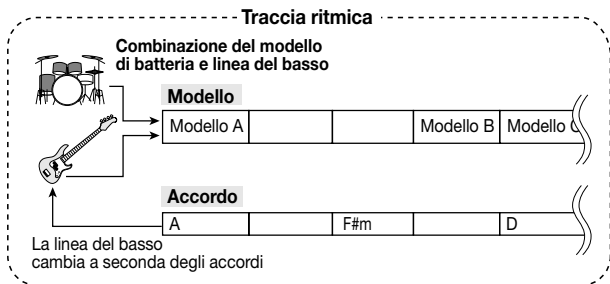 Traccia ritmica
Combinazione del modello
di batteria e linea del basso
Modello
Modello A Modello B Modello C
Accordo
A F#m D
La linea del basso
cambia a seconda degli accordi